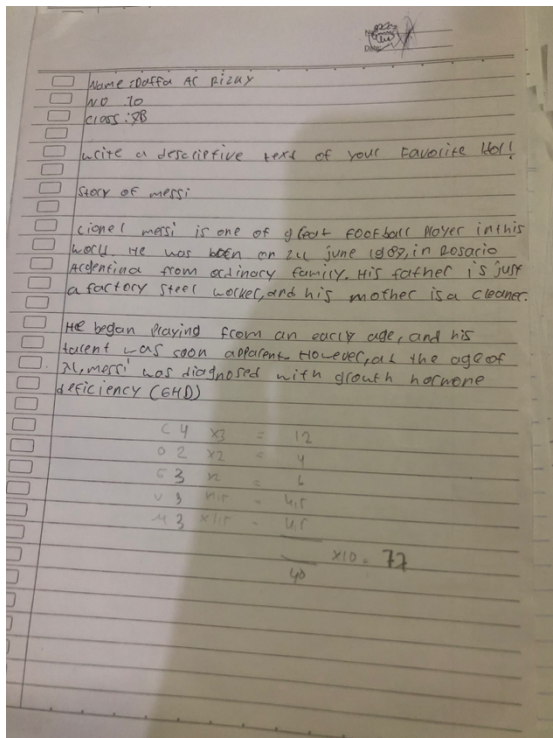 Name : Daffa Al Rizky
NO 10
Class : 8B
Write a descriptive text of your Favorite Idol!
Story of messi
Lionel messi is one of great FOOtball Player in this
world. He was born on 24 june 1987, in Rosario
Argentina from ordinary family. His father is just
a factory steel worker, and his mother is a cleaner.
He began Playing from an early age, and his
talent was soon apparent. However, at the age of
11, messi was diagnosed with growth hormone
deficiency (GHD)
C 4 x3 = 12
O 2 x2 = 4
G 3 x2 = 6
V 3 x1,5 = 4,5
M 3 x1,5 = 4,5
40 x10 = 77